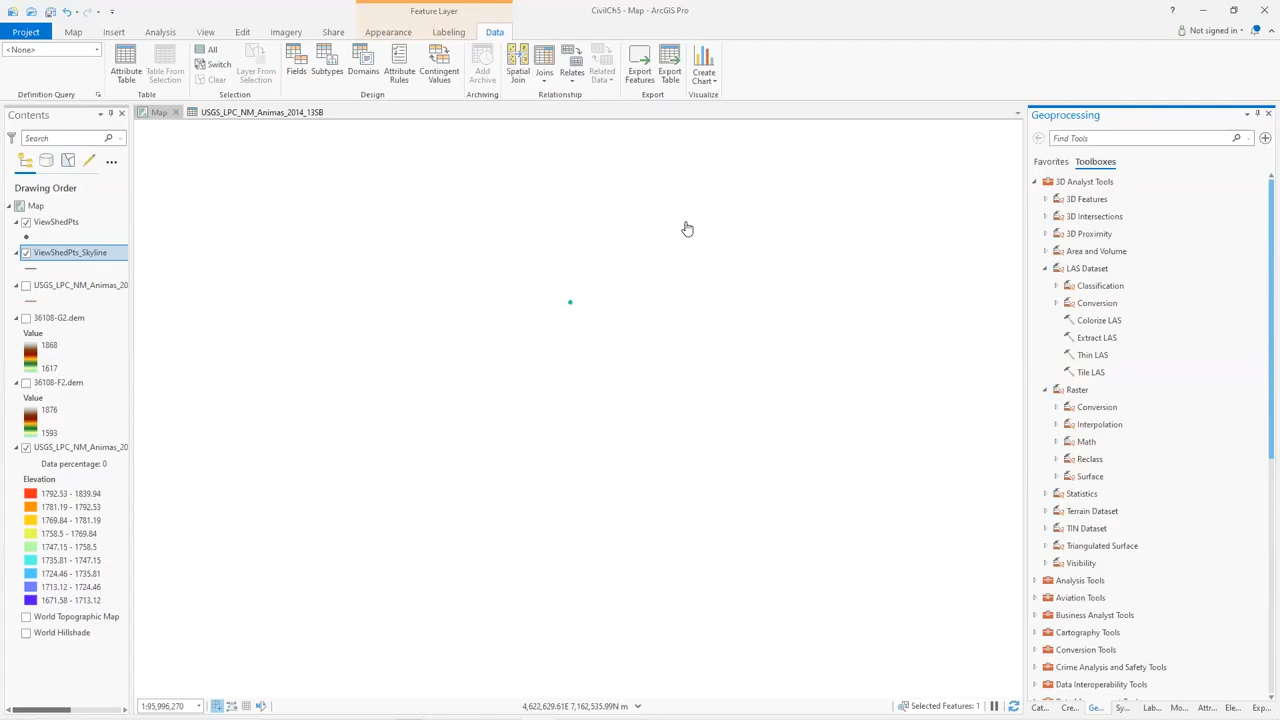 Feature Layer
CivilCh5 - Map - ArcGIS Pro
Project Map Insert Analysis View Edit Imagery Share Appearance Labeling Data
Not signed in
<None>
Definition Query
Attribute Table
Table From Selection
Table
All
Switch
Clear
Layer From Selection
Selection
Fields
Subtypes
Domains
Attribute Rules
Contingent Values
Design
Add Archive
Archiving
Spatial Join
Joins
Relates
Related Data
Relationship
Export Features
Export Table
Export
Create Chart
Visualize
Contents
Search
Drawing Order
Map
ViewShedPts
ViewShedPts_Skyline
USGS_LPC_NM_Animas_20
36108-G2.dem
Value
1868
1617
36108-F2.dem
Value
1876
1593
USGS_LPC_NM_Animas_20
Data percentage: 0
Elevation
1792.53 - 1839.94
1781.19 - 1792.53
1769.84 - 1781.19
1758.5 - 1769.84
1747.15 - 1758.5
1735.81 - 1747.15
1724.46 - 1735.81
1713.12 - 1724.46
1671.58 - 1713.12
World Topographic Map
World Hillshade
Map
USGS_LPC_NM_Animas_2014_13SB
1:95,996,270
4,622,629.61E 7,162,535.99N m
Selected Features: 1
Geoprocessing
Find Tools
Favorites Toolboxes
3D Analyst Tools
3D Features
3D Intersections
3D Proximity
Area and Volume
LAS Dataset
Classification
Conversion
Colorize LAS
Extract LAS
Thin LAS
Tile LAS
Raster
Conversion
Interpolation
Math
Reclass
Surface
Statistics
Terrain Dataset
TIN Dataset
Triangulated Surface
Visibility
Analysis Tools
Aviation Tools
Business Analyst Tools
Cartography Tools
Conversion Tools
Crime Analysis and Safety Tools
Data Interoperability Tools
Cat... Cre... Ge... Sy... Lab... Mo... Attr... Ele... Exp...